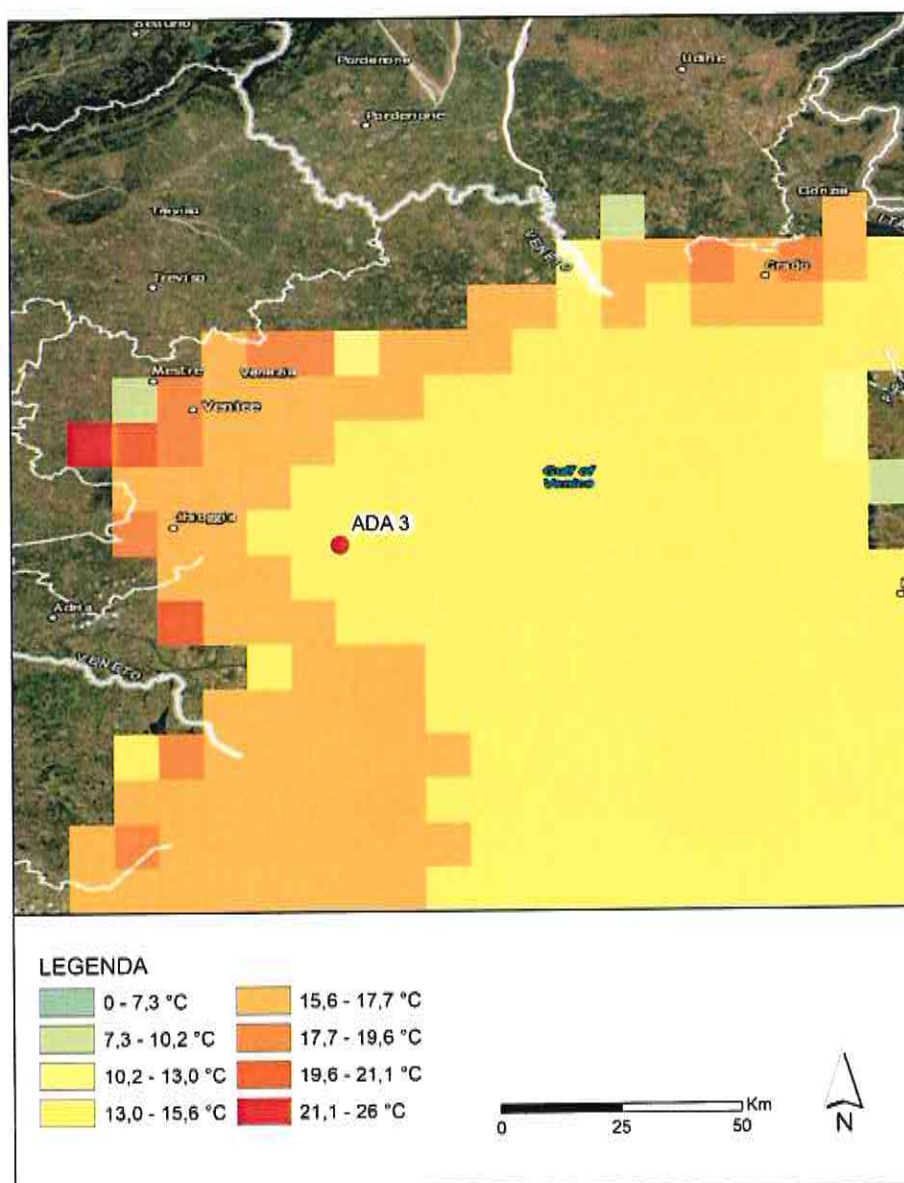 Pordenone
Udine
Pordenone
Treviso
VENETO
Grado
Treviso
Mestre
Venezia
Venice
Gulf of
Venice
ADA 3
Adria
VENETO
LEGENDA
0 - 7,3 °C
15,6 - 17,7 °C
7,3 - 10,2 °C
17,7 - 19,6 °C
10,2 - 13,0 °C
19,6 - 21,1 °C
13,0 - 15,6 °C
21,1 - 26 °C
Km
0
25
50
N